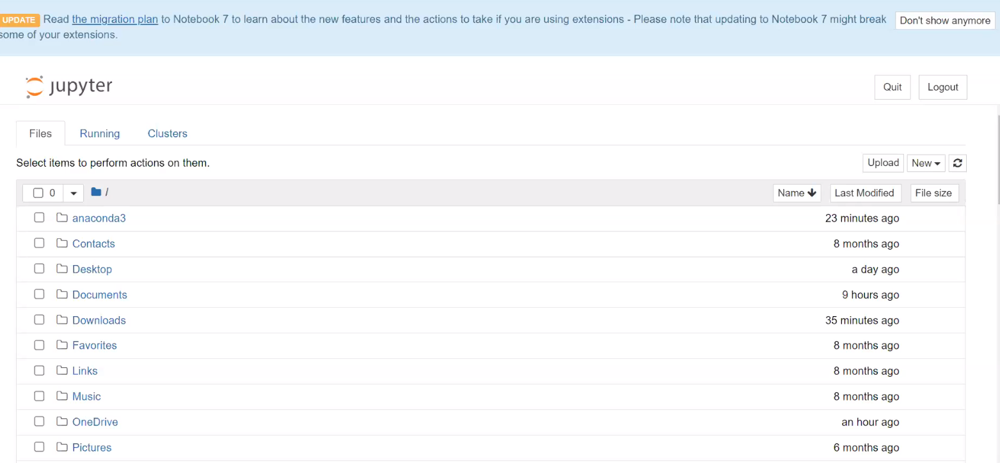 UPDATE Read the migration plan to Notebook 7 to learn about the new features and the actions to take if you are using extensions - Please note that updating to Notebook 7 might break Don't show anymore
some of your extensions.
jupyter Quit Logout
Files Running Clusters
Select items to perform actions on them. Upload New
0 / Name Last Modified File size
anaconda3 23 minutes ago
Contacts 8 months ago
Desktop a day ago
Documents 9 hours ago
Downloads 35 minutes ago
Favorites 8 months ago
Links 8 months ago
Music 8 months ago
OneDrive an hour ago
Pictures 6 months ago